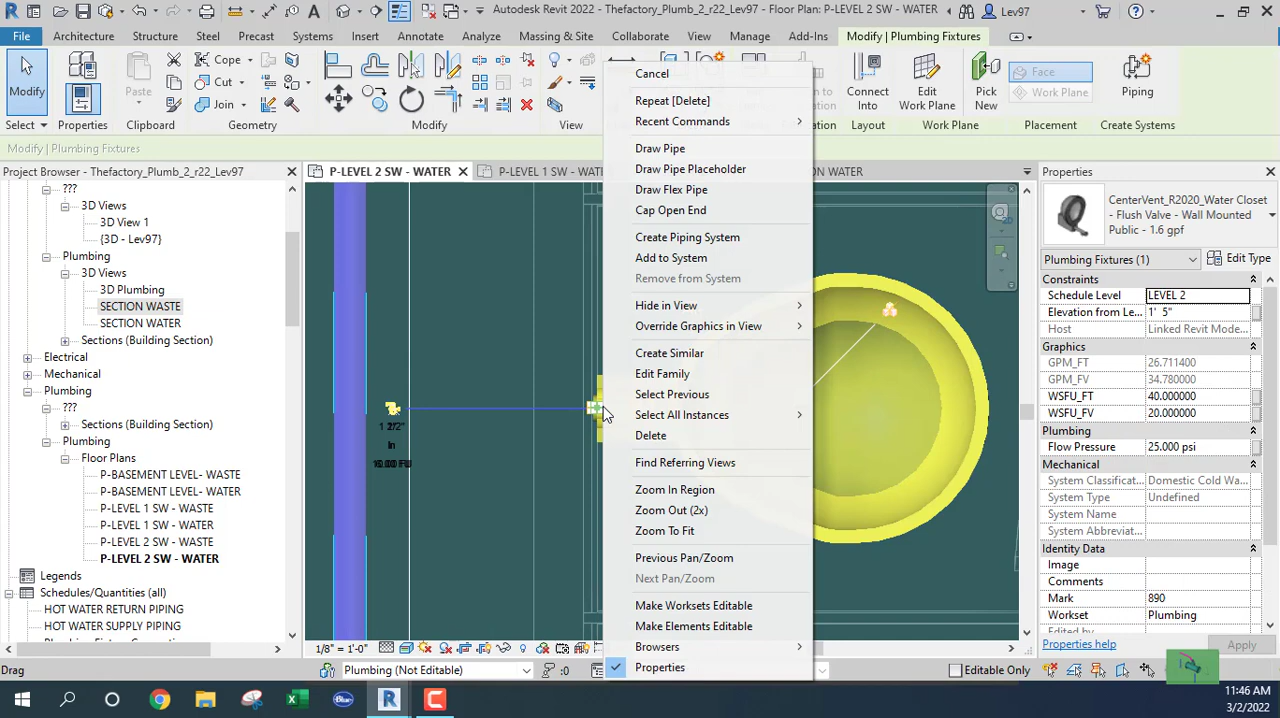 Autodesk Revit 2022 - Thefactory_Plumb_2_r22_Lev97 - Floor Plan: P-LEVEL 2 SW - WATER
Lev97
File Architecture Structure Steel Precast Systems Insert Annotate Analyze Massing & Site Collaborate View Manage Add-Ins Modify | Plumbing Fixtures
Modify
Select
Properties
Paste
Clipboard
Cope
Cut
Join
Geometry
Modify
View
Connect Into
Layout
Edit Work Plane
Work Plane
Pick New
Face
Work Plane
Placement
Piping
Create Systems
Modify | Plumbing Fixtures
Project Browser - Thefactory_Plumb_2_r22_Lev97
???
3D Views
3D View 1
{3D - Lev97}
Plumbing
3D Views
3D Plumbing
SECTION WASTE
SECTION WATER
Sections (Building Section)
Electrical
Mechanical
Plumbing
???
Sections (Building Section)
Plumbing
Floor Plans
P-BASEMENT LEVEL- WASTE
P-BASEMENT LEVEL- WATER
P-LEVEL 1 SW - WASTE
P-LEVEL 1 SW - WATER
P-LEVEL 2 SW - WASTE
P-LEVEL 2 SW - WATER
Legends
Schedules/Quantities (all)
HOT WATER RETURN PIPING
HOT WATER SUPPLY PIPING
P-LEVEL 2 SW - WATER
P-LEVEL 1 SW - WAT
WATER
in
Cancel
Repeat [Delete]
Recent Commands
Draw Pipe
Draw Pipe Placeholder
Draw Flex Pipe
Cap Open End
Create Piping System
Add to System
Remove from System
Hide in View
Override Graphics in View
Create Similar
Edit Family
Select Previous
Select All Instances
Delete
Find Referring Views
Zoom In Region
Zoom Out (2x)
Zoom To Fit
Previous Pan/Zoom
Next Pan/Zoom
Make Worksets Editable
Make Elements Editable
Browsers
Properties
Properties
CenterVent_R2020_Water Closet - Flush Valve - Wall Mounted
Public - 1.6 gpf
Plumbing Fixtures (1)
Edit Type
Constraints
Schedule Level LEVEL 2
Elevation from Le... 1' 5"
Host Linked Revit Mode...
Graphics
GPM_FT 26.711400
GPM_FV 34.780000
WSFU_FT 40.000000
WSFU_FV 20.000000
Plumbing
Flow Pressure 25.000 psi
Mechanical
System Classificat... Domestic Cold Wa...
System Type Undefined
System Name
System Abbreviat...
Identity Data
Image
Comments
Mark 890
Workset Plumbing
Properties help
Apply
1/8" = 1'-0"
Drag
Plumbing (Not Editable)
:0
Editable Only
11:46 AM
3/2/2022